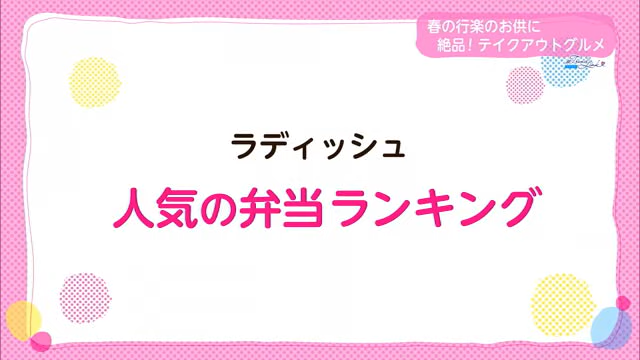 春の行楽のお供に
絶品！テイクアウトグルメ
ラディッシュ
人気の弁当ランキング